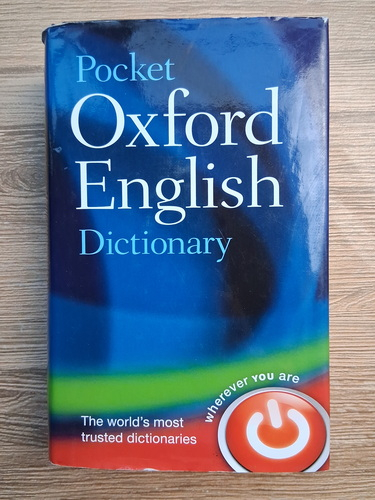 Pocket
Oxford
English
Dictionary
wherever YOU are
The world's most
trusted dictionaries